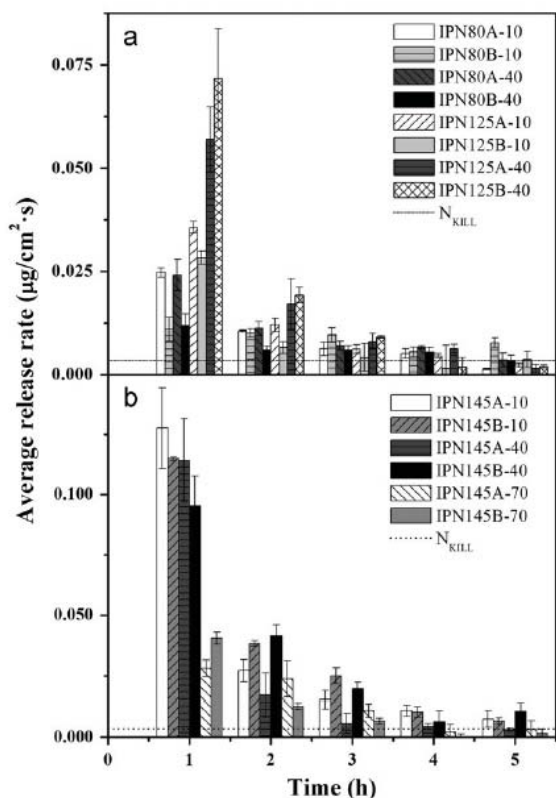 a
IPN80A-10
IPN80B-10
IPN80A-40
IPN80B-40
IPN125A-10
IPN125B-10
IPN125A-40
IPN125B-40
N_KILL
0.075
0.050
0.025
0.000
Average release rate (µg/cm²·s)
b
IPN145A-10
IPN145B-10
IPN145A-40
IPN145B-40
IPN145A-70
IPN145B-70
N_KILL
0.100
0.050
0.000
0 1 2 3 4 5
Time (h)